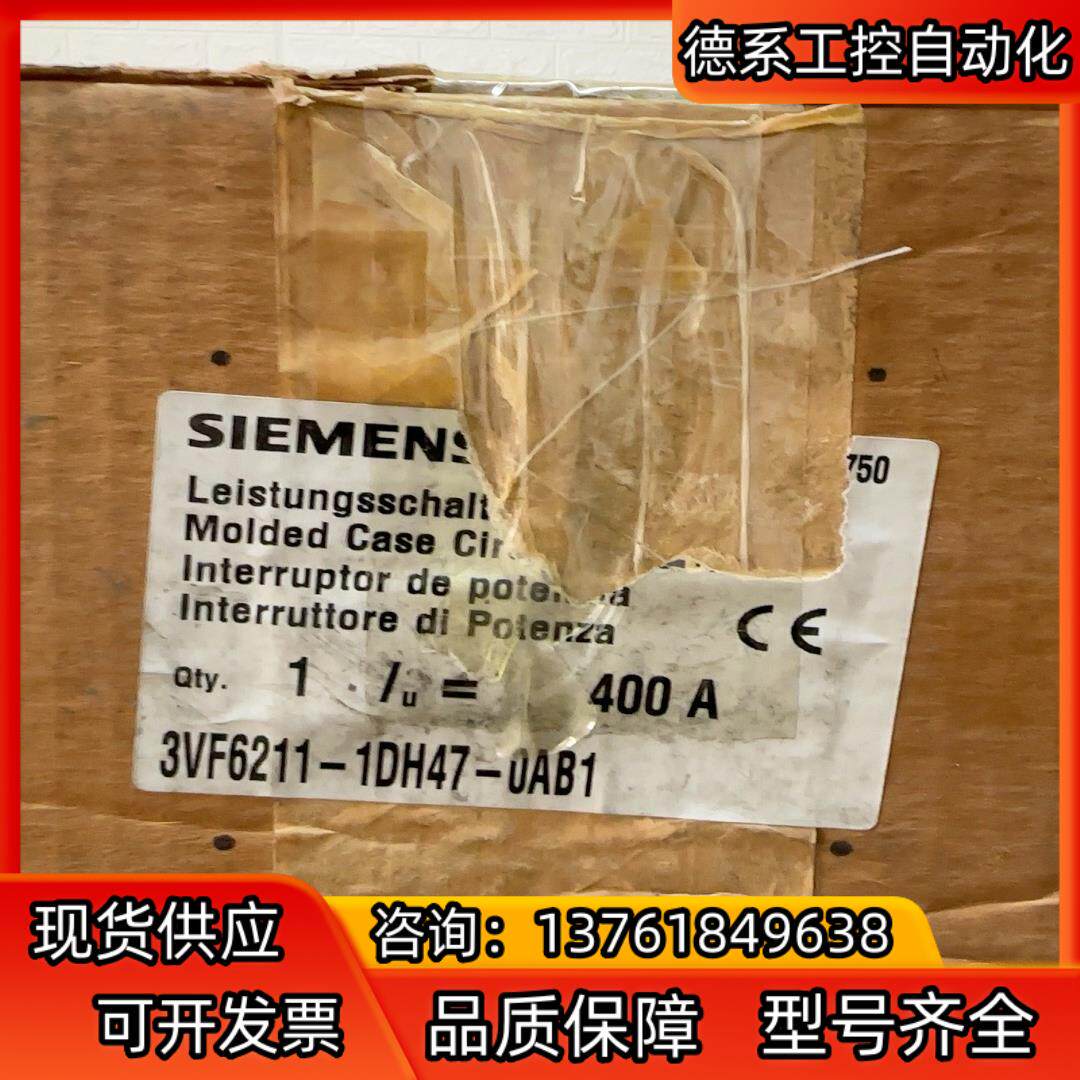 德系工控自动化
SIEMENS
750
Leistungsschalt
Molded Case Cir
Interruptor de
Interruttore di Potenza
CE
Qty. 1 /u = 400 A
3VF6211-1DH47-0AB1
现货供应
咨询：13761849638
可开发票
品质保障
型号齐全